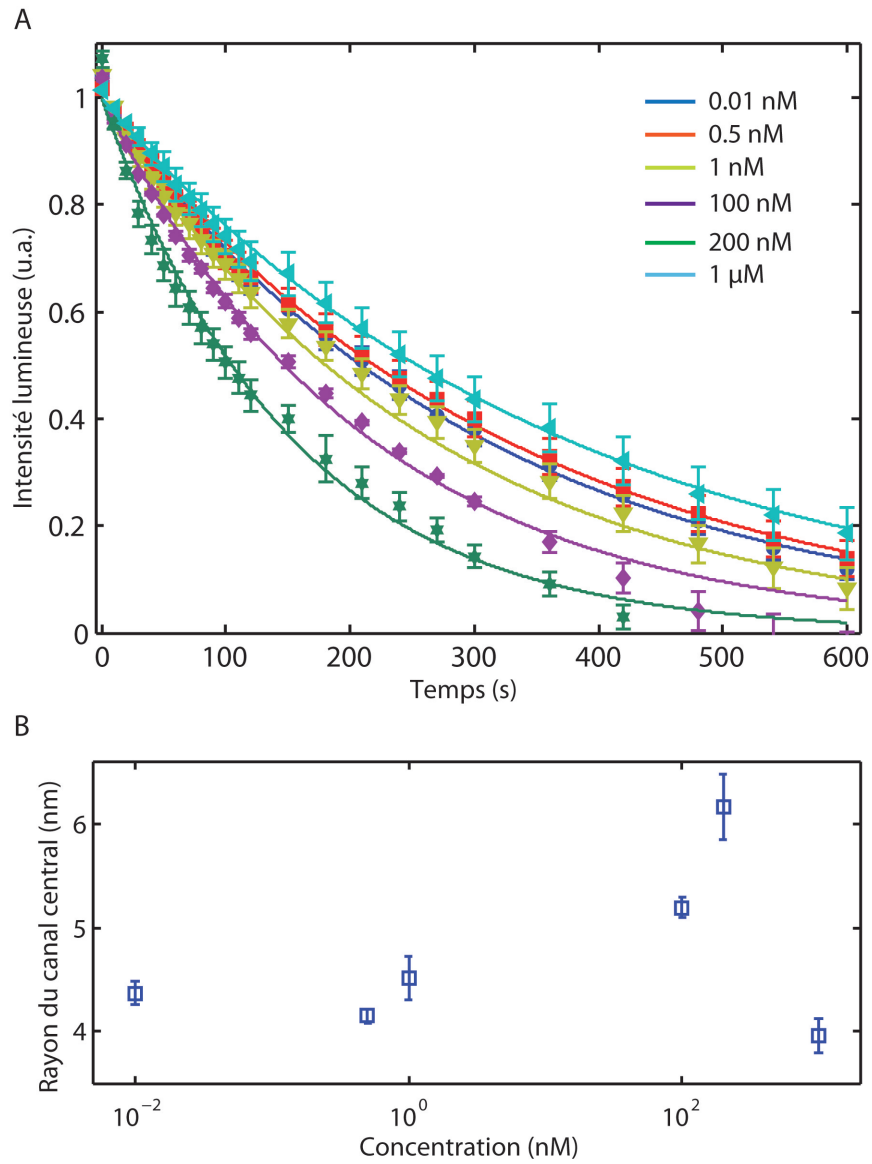 A
Intensité lumineuse (u.a.)
1
0.8
0.6
0.4
0.2
0
0.01 nM
0.5 nM
1 nM
100 nM
200 nM
1 µM
0 100 200 300 400 500 600
Temps (s)
B
Rayon du canal central (nm)
6
5
4
10⁻² 10⁰ 10²
Concentration (nM)